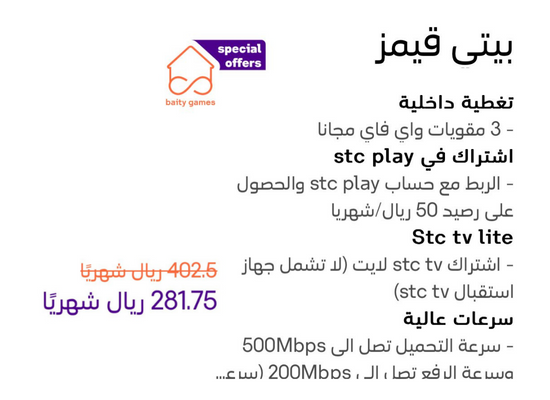 بيتي قيمز
special
offers
baity games
تغطية داخلية
- 3 مقويات واي فاي مجانا
اشتراك في stc play
- الربط مع حساب stc play والحصول
على رصيد 50 ريال/شهريا
Stc tv lite
- اشتراك stc tv لايت (لا تشمل جهاز
استقبال stc tv)
سرعات عالية
- سرعة التحميل تصل الى 500Mbps
وسرعة الرفع تصل الى 200Mbps (سرع...
402.5 ريال شهريًا
281.75 ريال شهريًا